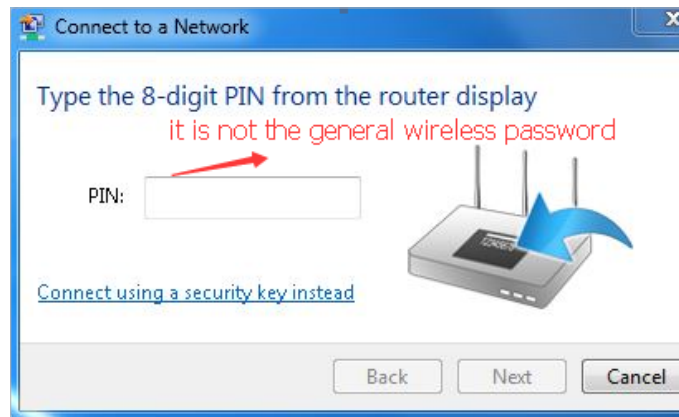 Connect to a Network
Type the 8-digit PIN from the router display
it is not the general wireless password
PIN:
Connect using a security key instead
Back Next Cancel